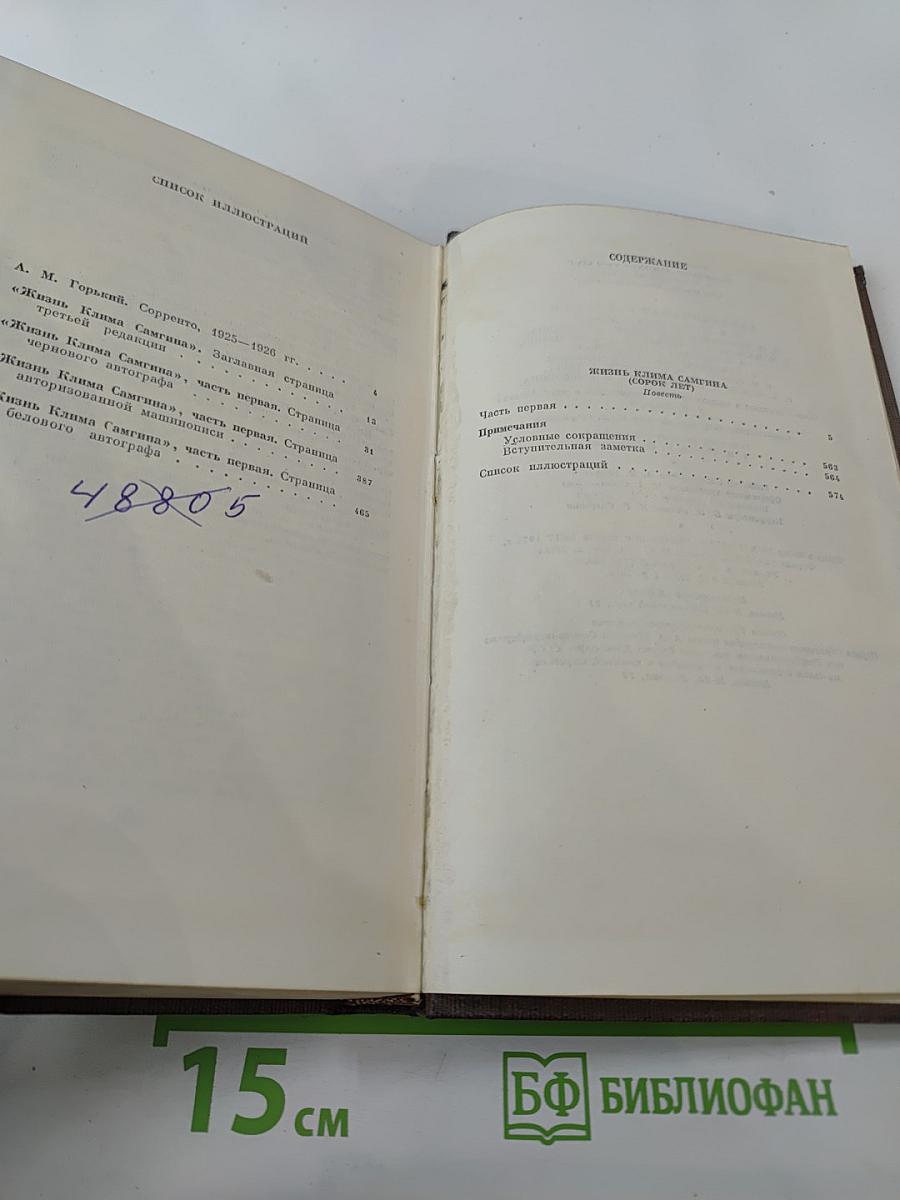 СПИСОК ИЛЛЮСТРАЦИЙ
А. М. Горький. Сорренто, 1925—1926 гг. . . . . . 4
«Жизнь Клима Самгина». Заглавная страница
третьей редакции . . . . . . . . . . . 13
«Жизнь Клима Самгина», часть первая. Страница
чернового автографа . . . . . . . . . . 31
Жизнь Клима Самгина», часть первая. Страница
авторизованной машинописи . . . . . . . 387
изнь Клима Самгина», часть первая. Страница
белового автографа . . . . . . . . . . 465
48805
СОДЕРЖАНИЕ
ЖИЗНЬ КЛИМА САМГИНА
(СОРОК ЛЕТ)
Повесть
Часть первая . . . . . . . . . . . . . . . 5
Примечания
Условные сокращения . . . . . . . . . . . 563
Вступительная заметка . . . . . . . . . . . 564
Список иллюстраций . . . . . . . . . . . . . 574
15 см
БФ БИБЛИОФАН